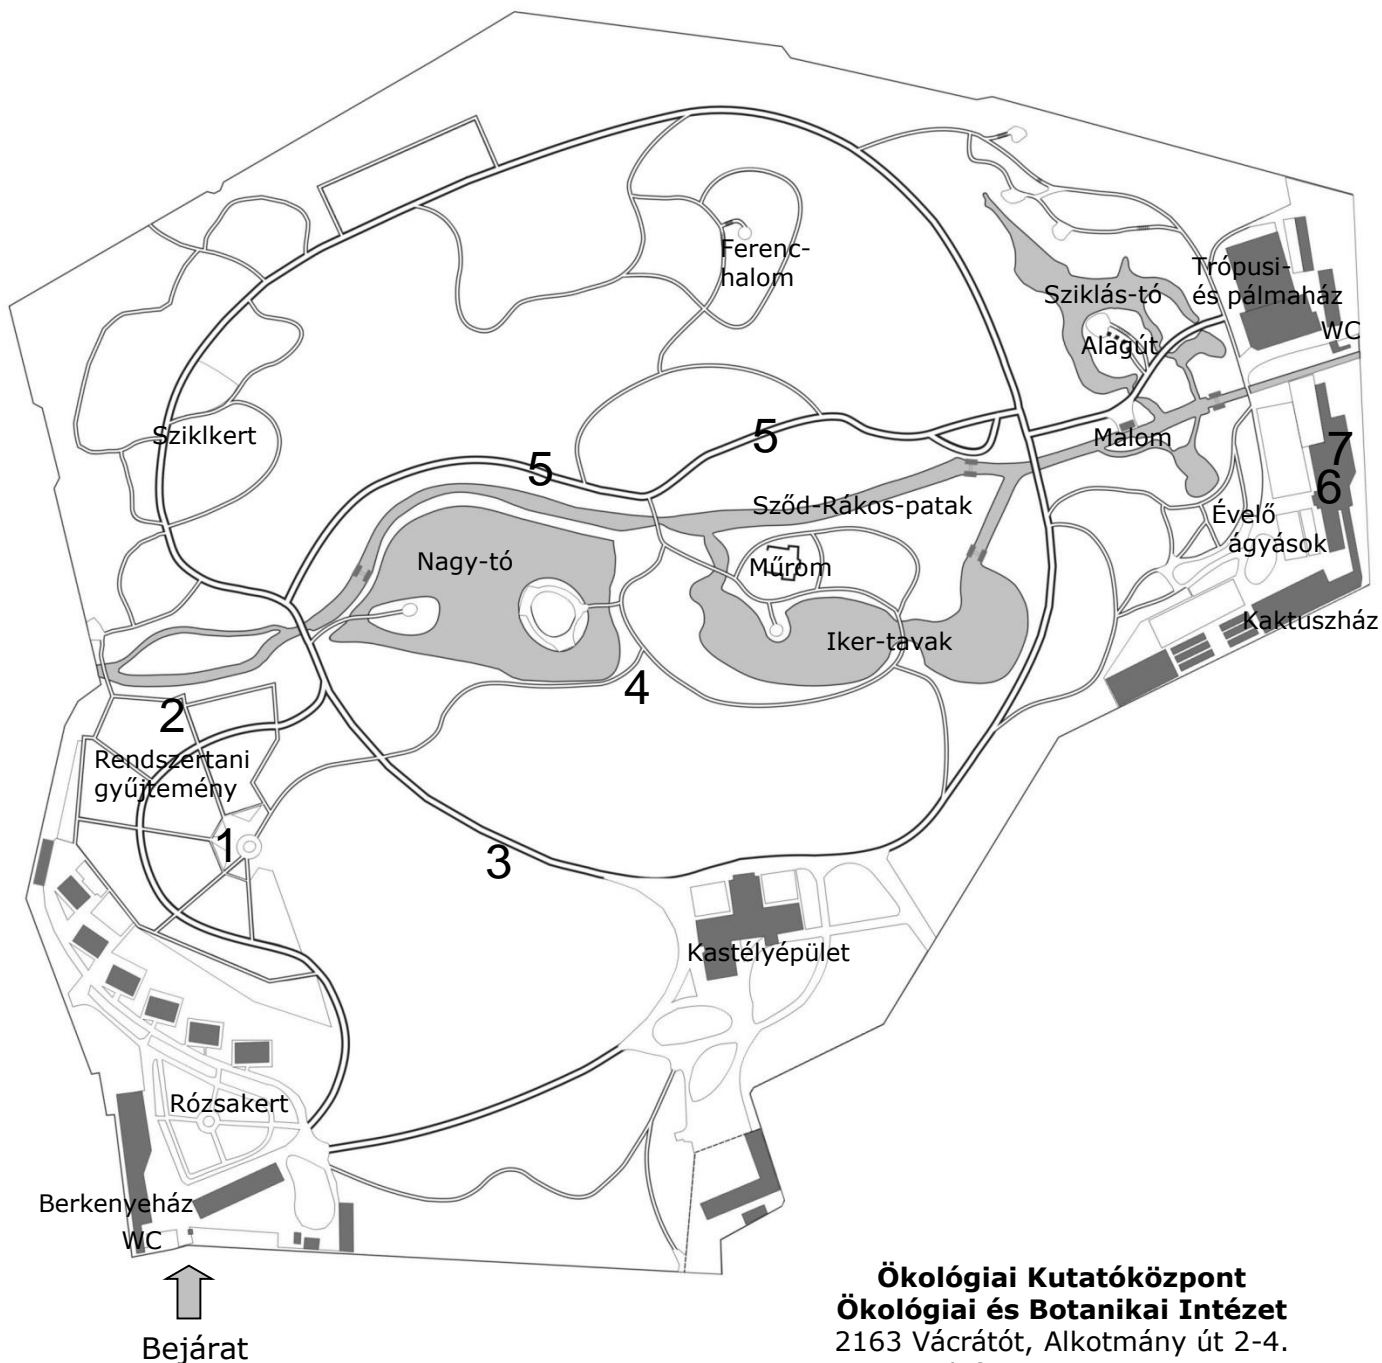 Ferenc-
halom
Trópusi-
és pálmaház
Sziklás-tó
WC
Alagút
Sziklkert
5
Malom
7
5
6
Sződ-Rákos-patak
Évelő
ágyások
Nagy-tó
Műrom
Kaktuszház
Iker-tavak
4
2
Rendszertani
gyűjtemény
1
3
Kastélyépület
Rózsakert
Berkenyeház
WC
Bejárat
Ökológiai Kutatóközpont
Ökológiai és Botanikai Intézet
2163 Vácrátót, Alkotmány út 2-4.